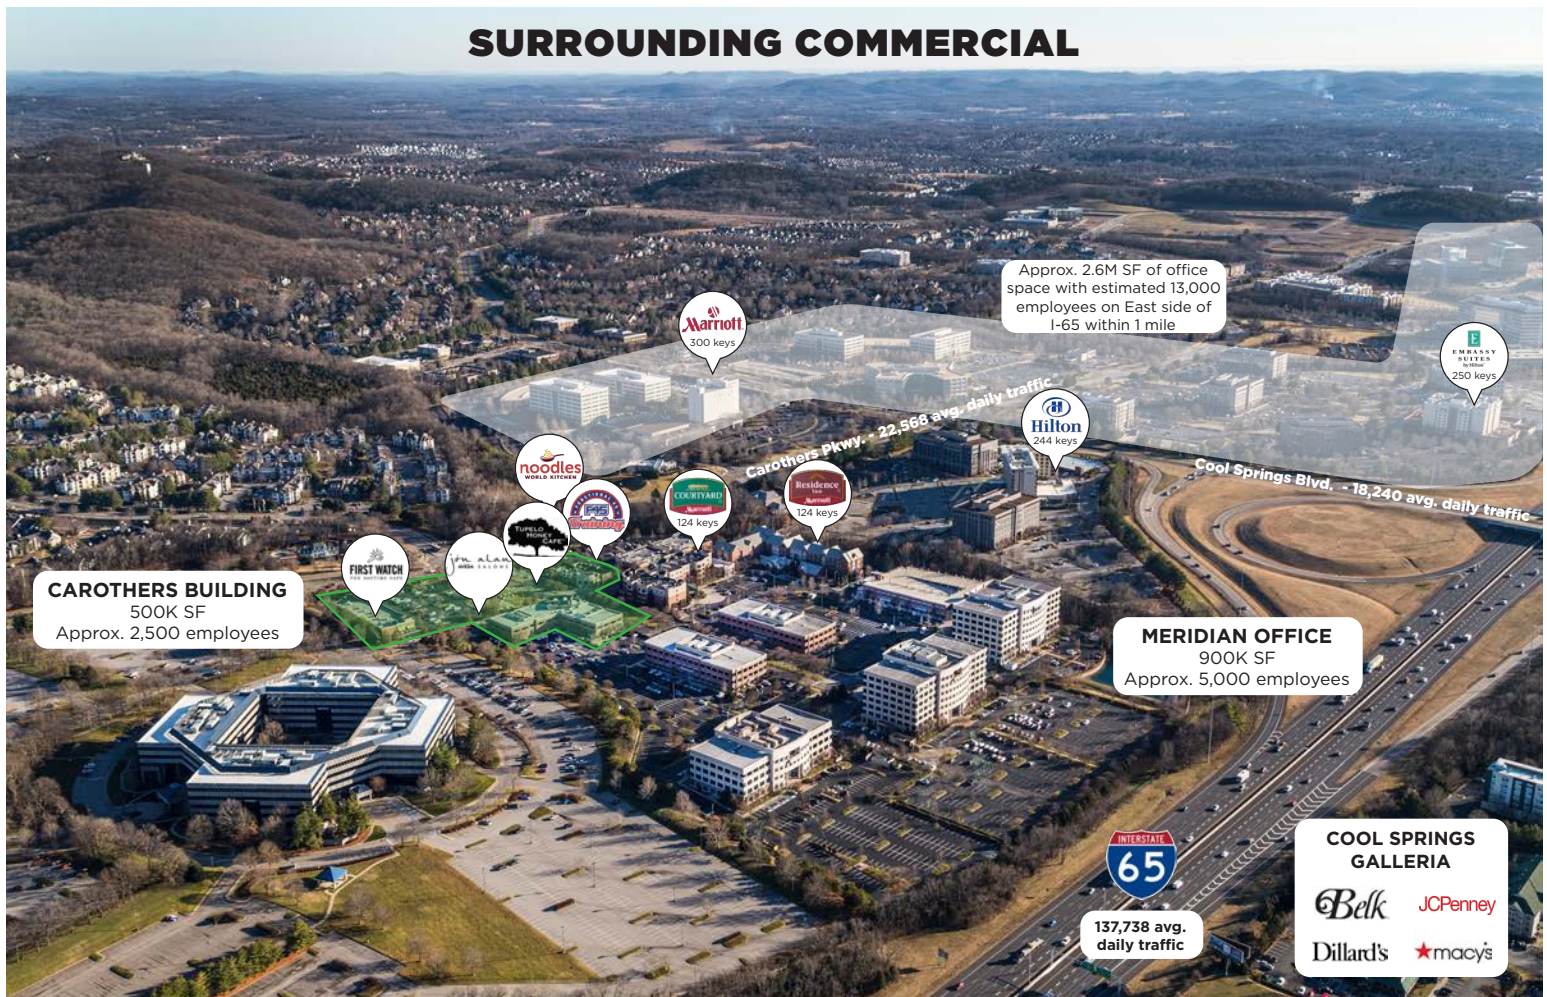 SURROUNDING COMMERCIAL
Approx. 2.6M SF of office
space with estimated 13,000
employees on East side of
I-65 within 1 mile
Marriott
300 keys
EMBASSY
SUITES
by Hilton
250 keys
Carothers Pkwy. - 22,568 avg. daily traffic
Hilton
244 keys
Cool Springs Blvd. - 18,240 avg. daily traffic
noodles
WORLD KITCHEN
F45
Training
COURTYARD
Marriott
124 keys
Residence
Inn
Marriott
124 keys
TUPELO
HONEY
CAFE
FIRST WATCH
THE DAYTIME CAFE
jon alan
SALONS
CAROTHERS BUILDING
500K SF
Approx. 2,500 employees
MERIDIAN OFFICE
900K SF
Approx. 5,000 employees
INTERSTATE
65
137,738 avg.
daily traffic
COOL SPRINGS
GALLERIA
Belk
JCPenney
Dillard's
macy's